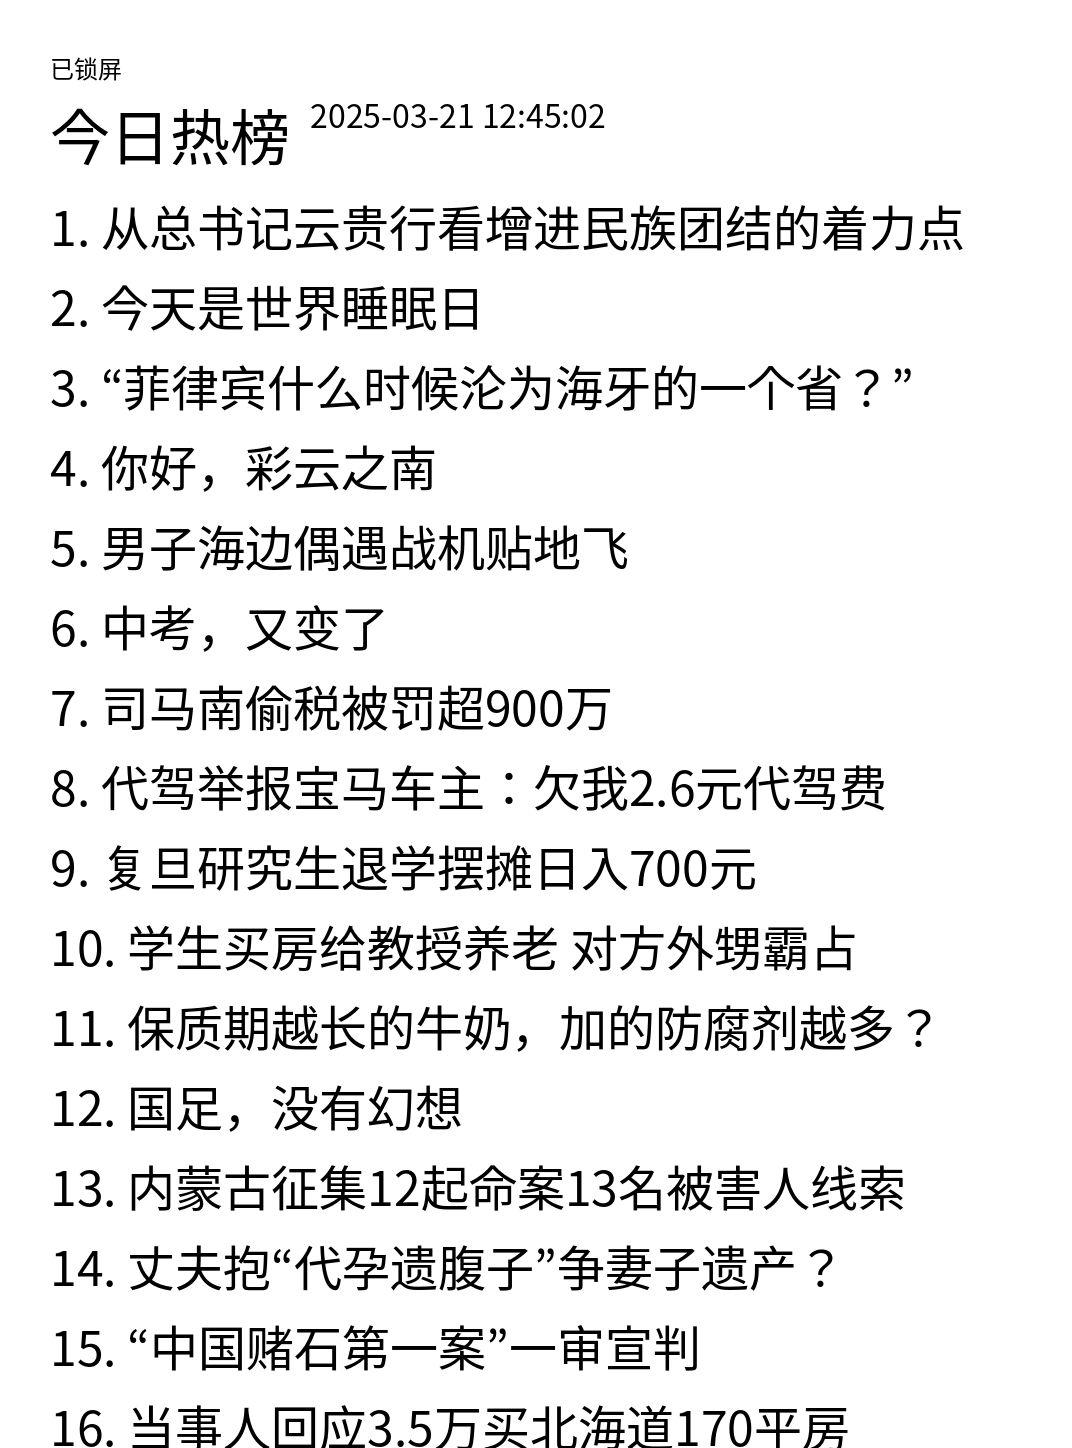 已锁屏
今日热榜 2025-03-21 12:45:02
1. 从总书记云贵行看增进民族团结的着力点
2. 今天是世界睡眠日
3. “菲律宾什么时候沦为海牙的一个省？”
4. 你好，彩云之南
5. 男子海边偶遇战机贴地飞
6. 中考，又变了
7. 司马南偷税被罚超900万
8. 代驾举报宝马车主：欠我2.6元代驾费
9. 复旦研究生退学摆摊日入700元
10. 学生买房给教授养老 对方外甥霸占
11. 保质期越长的牛奶，加的防腐剂越多？
12. 国足，没有幻想
13. 内蒙古征集12起命案13名被害人线索
14. 丈夫抱“代孕遗腹子”争妻子遗产？
15. “中国赌石第一案”一审宣判
16. 当事人回应3.5万买北海道170平房